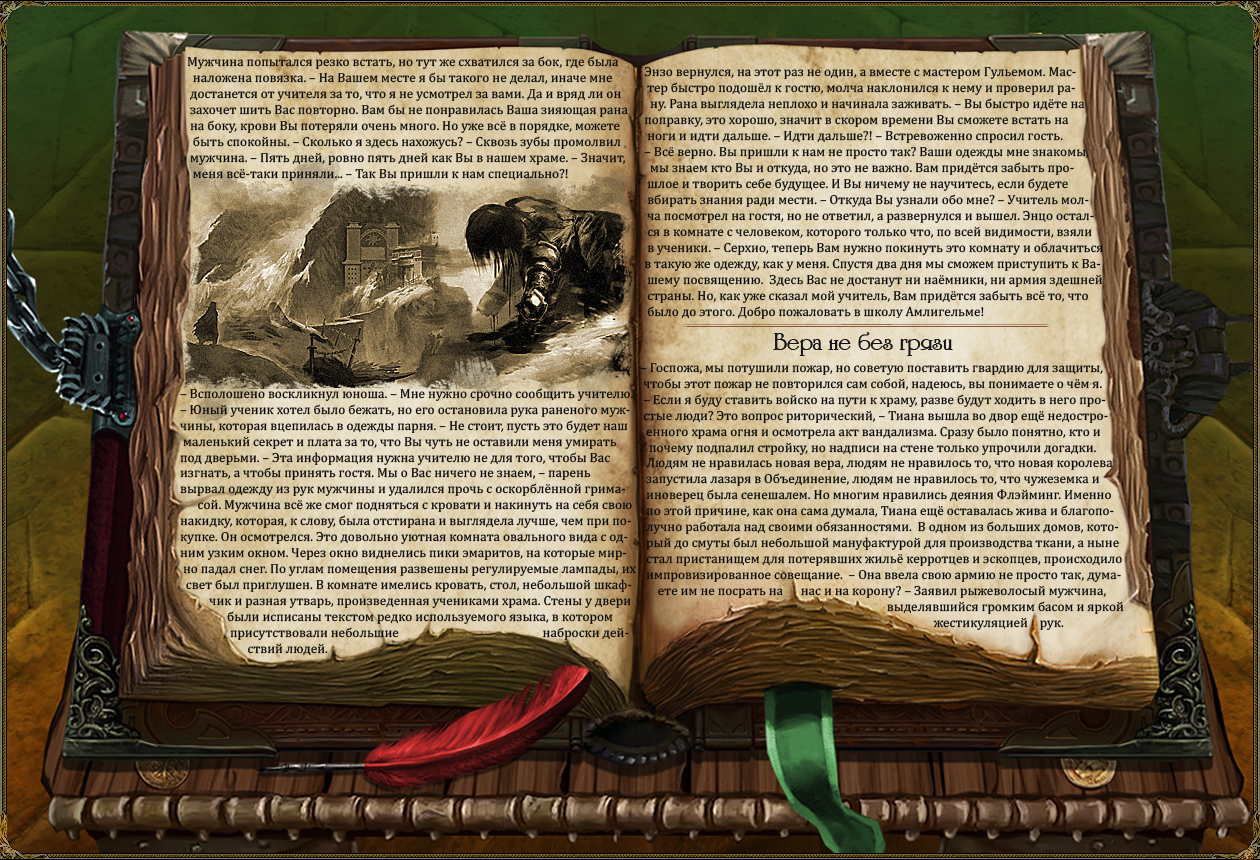 Мужчина попытался резко встать, но тут же схватился за бок, где была
наложена повязка. – На Вашем месте я бы такого не делал, иначе мне
достанется от учителя за то, что я не усмотрел за вами. Да и вряд ли он
захочет шить Вас повторно. Вам бы не понравилась Ваша зияющая рана
на боку, крови Вы потеряли очень много. Но уже всё в порядке, можете
быть спокойны. – Сколько я здесь нахожусь? – Сквозь зубы промолвил
мужчина. – Пять дней, ровно пять дней как Вы в нашем храме. – Значит,
меня всё-таки приняли... – Так Вы пришли к нам специально?!
– Всполошено воскликнул юноша. – Мне нужно срочно сообщить учителю.
– Юный ученик хотел было бежать, но его остановила рука раненого муж-
чины, которая вцепилась в одежды парня. – Не стоит, пусть это будет наш
маленький секрет и плата за то, что Вы чуть не оставили меня умирать
под дверьми. – Эта информация нужна учителю не для того, чтобы Вас
изгнать, а чтобы принять гостя. Мы о Вас ничего не знаем, – парень
вырвал одежду из рук мужчины и удалился прочь с оскорблённой грима-
сой. Мужчина всё же смог подняться с кровати и накинуть на себя свою
накидку, которая, к слову, была отстирана и выглядела лучше, чем при по-
купке. Он осмотрелся. Это довольно уютная комната овального вида с од-
ним узким окном. Через окно виднелись пики эмаритов, на которые мир-
но падал снег. По углам помещения развешены регулируемые лампады, их
свет был приглушен. В комнате имелись кровать, стол, небольшой шкаф-
чик и разная утварь, произведенная учениками храма. Стены у двери
были исписаны текстом редко используемого языка, в котором
присутствовали небольшие наброски дей-
ствий людей.
Энзо вернулся, на этот раз не один, а вместе с мастером Гульемом. Мас-
тер быстро подошёл к гостю, молча наклонился к нему и проверил ра-
ну. Рана выглядела неплохо и начинала заживать. – Вы быстро идёте на
поправку, это хорошо, значит в скором времени Вы сможете встать на
ноги и идти дальше. – Идти дальше?! – Встревоженно спросил гость.
– Всё верно. Вы пришли к нам не просто так? Ваши одежды мне знакомы,
мы знаем кто Вы и откуда, но это не важно. Вам придётся забыть про-
шлое и творить себе будущее. И Вы ничему не научитесь, если будете
вбирать знания ради мести. – Откуда Вы узнали обо мне? – Учитель мол-
ча посмотрел на гостя, но не ответил, а развернулся и вышел. Энцо остал-
ся в комнате с человеком, которого только что, по всей видимости, взяли
в ученики. – Серхио, теперь Вам нужно покинуть это комнату и облачиться
в такую же одежду, как у меня. Спустя два дня мы сможем приступить к Ва-
шему посвящению. Здесь Вас не достанут ни наёмники, ни армия здешней
страны. Но, как уже сказал мой учитель, Вам придётся забыть всё то, что
было до этого. Добро пожаловать в школу Амлигельме!
Вера не без грязи
– Госпожа, мы потушили пожар, но советую поставить гвардию для защиты,
чтобы этот пожар не повторился сам собой, надеюсь, вы понимаете о чём я.
– Если я буду ставить войско на пути к храму, разве будут ходить в него про-
стые люди? Это вопрос риторический, – Тиана вышла во двор ещё недостро-
енного храма огня и осмотрела акт вандализма. Сразу было понятно, кто и
почему подпалил стройку, но надписи на стене только упрочили догадки.
Людям не нравилась новая вера, людям не нравилось то, что новая королева
запустила лазаря в Объединение, людям не нравилось то, что чужеземка и
иноверец была сенешалем. Но многим нравились деяния Флэйминг. Именно
по этой причине, как она сама думала, Тиана ещё оставалась жива и благопо-
лучно работала над своими обязанностями. В одном из больших домов, кото-
рый до смуты был небольшой мануфактурой для производства ткани, а ныне
стал пристанищем для потерявших жильё керротцев и эскопцев, происходило
импровизированное совещание. – Она ввела свою армию не просто так, дума-
ете им не посрать на нас и на корону? – Заявил рыжеволосый мужчина,
выделявшийся громким басом и яркой
жестикуляцией рук.